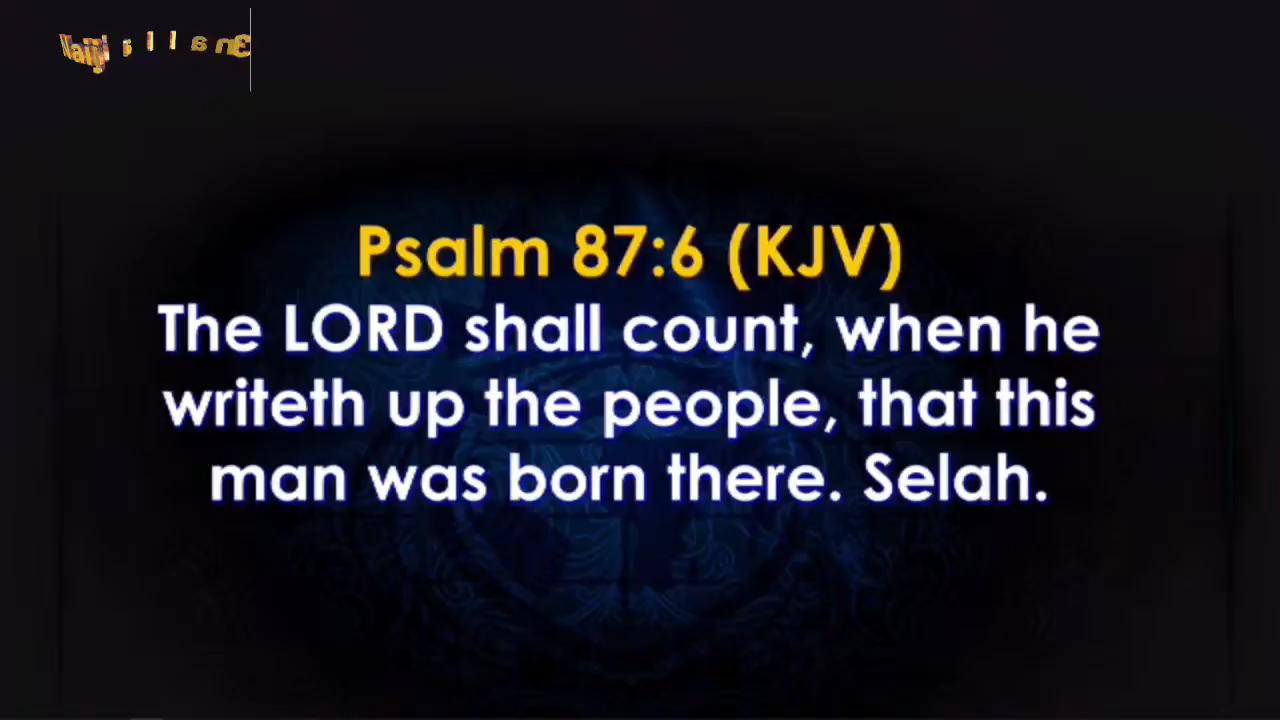 Psalm 87:6 (KJV)
The LORD shall count, when he
writeth up the people, that this
man was born there. Selah.